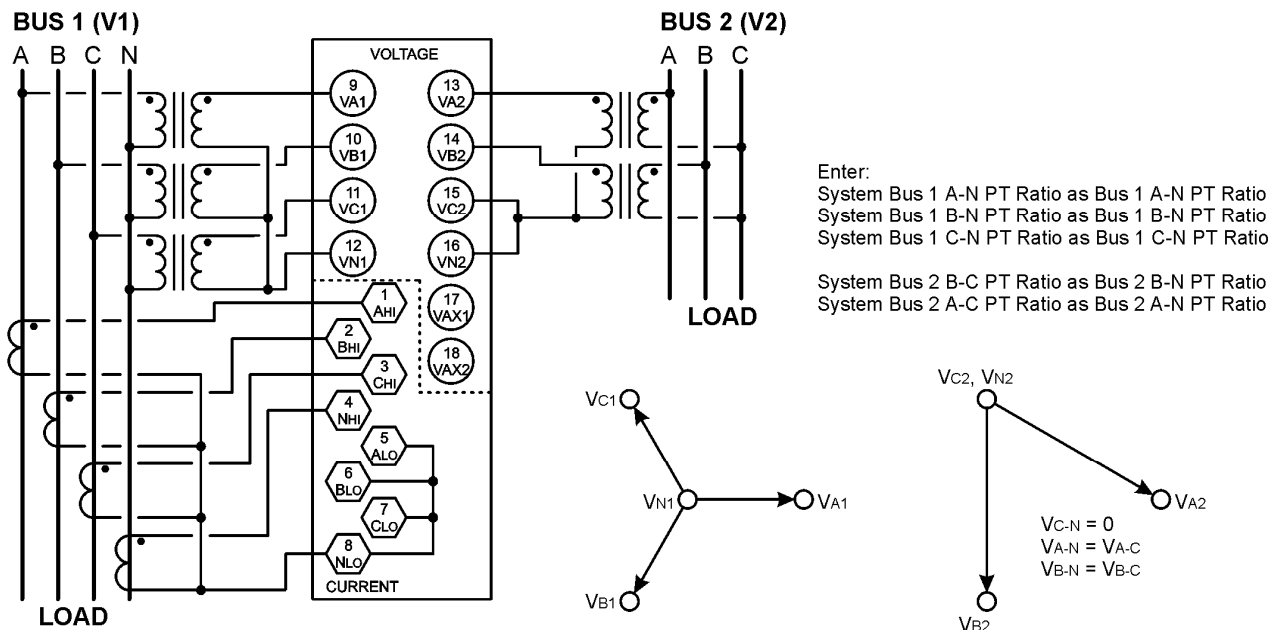 BUS 1 (V1)
A B C N
BUS 2 (V2)
A B C
VOLTAGE
9
VA1
13
VA2
10
VB1
14
VB2
11
VC1
15
VC2
12
VN1
16
VN2
1
AHI
17
VAX1
2
BHI
18
VAX2
3
CHI
4
NHI
5
ALO
6
BLO
7
CLO
8
NLO
CURRENT
LOAD
LOAD
Enter:
System Bus 1 A-N PT Ratio as Bus 1 A-N PT Ratio
System Bus 1 B-N PT Ratio as Bus 1 B-N PT Ratio
System Bus 1 C-N PT Ratio as Bus 1 C-N PT Ratio
System Bus 2 B-C PT Ratio as Bus 2 B-N PT Ratio
System Bus 2 A-C PT Ratio as Bus 2 A-N PT Ratio
VC1
VN1
VA1
VB1
VC2, VN2
VA2
VC-N = 0
VA-N = VA-C
VB-N = VB-C
VB2